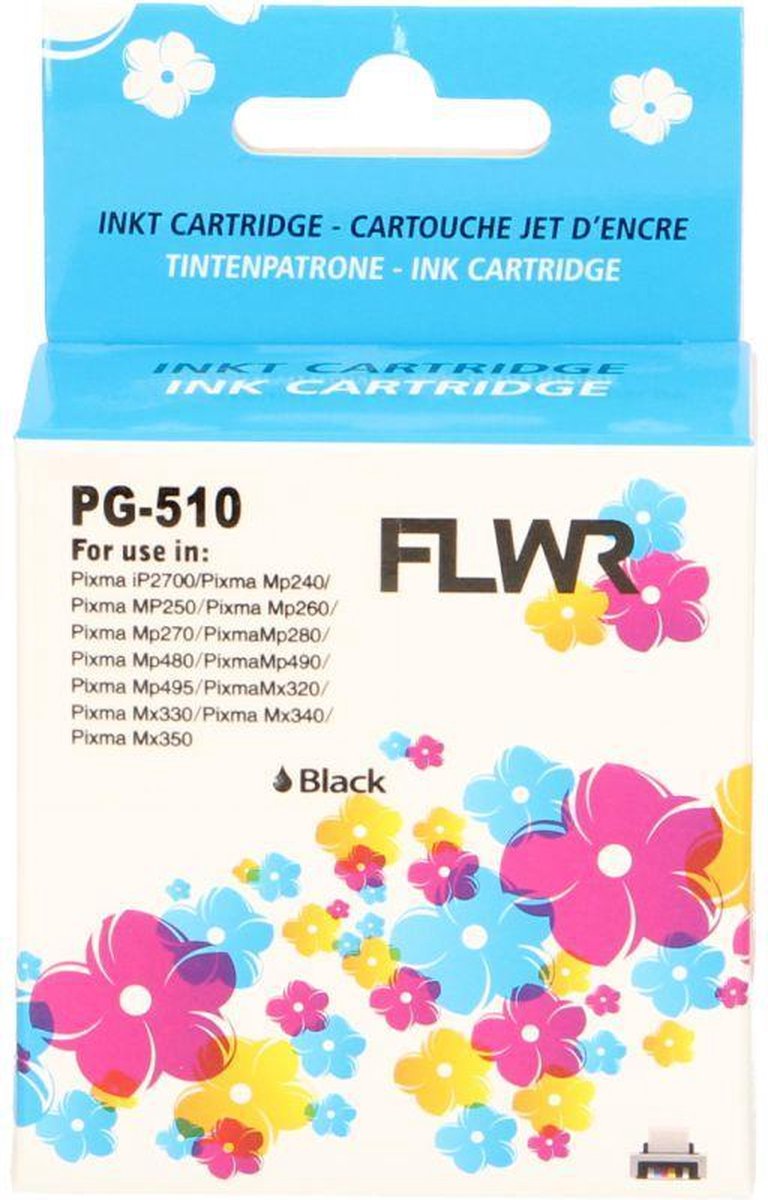 INKT CARTRIDGE - CARTOUCHE JET D'ENCRE
TINTENPATRONE - INK CARTRIDGE
INKT CARTRIDGE
INK CARTRIDGE
PG-510
For use in:
Pixma iP2700/Pixma Mp240/
Pixma MP250/Pixma Mp260/
Pixma Mp270/PixmaMp280/
Pixma Mp480/PixmaMp490/
Pixma Mp495/PixmaMx320/
Pixma Mx330/Pixma Mx340/
Pixma Mx350
FLWR
Black